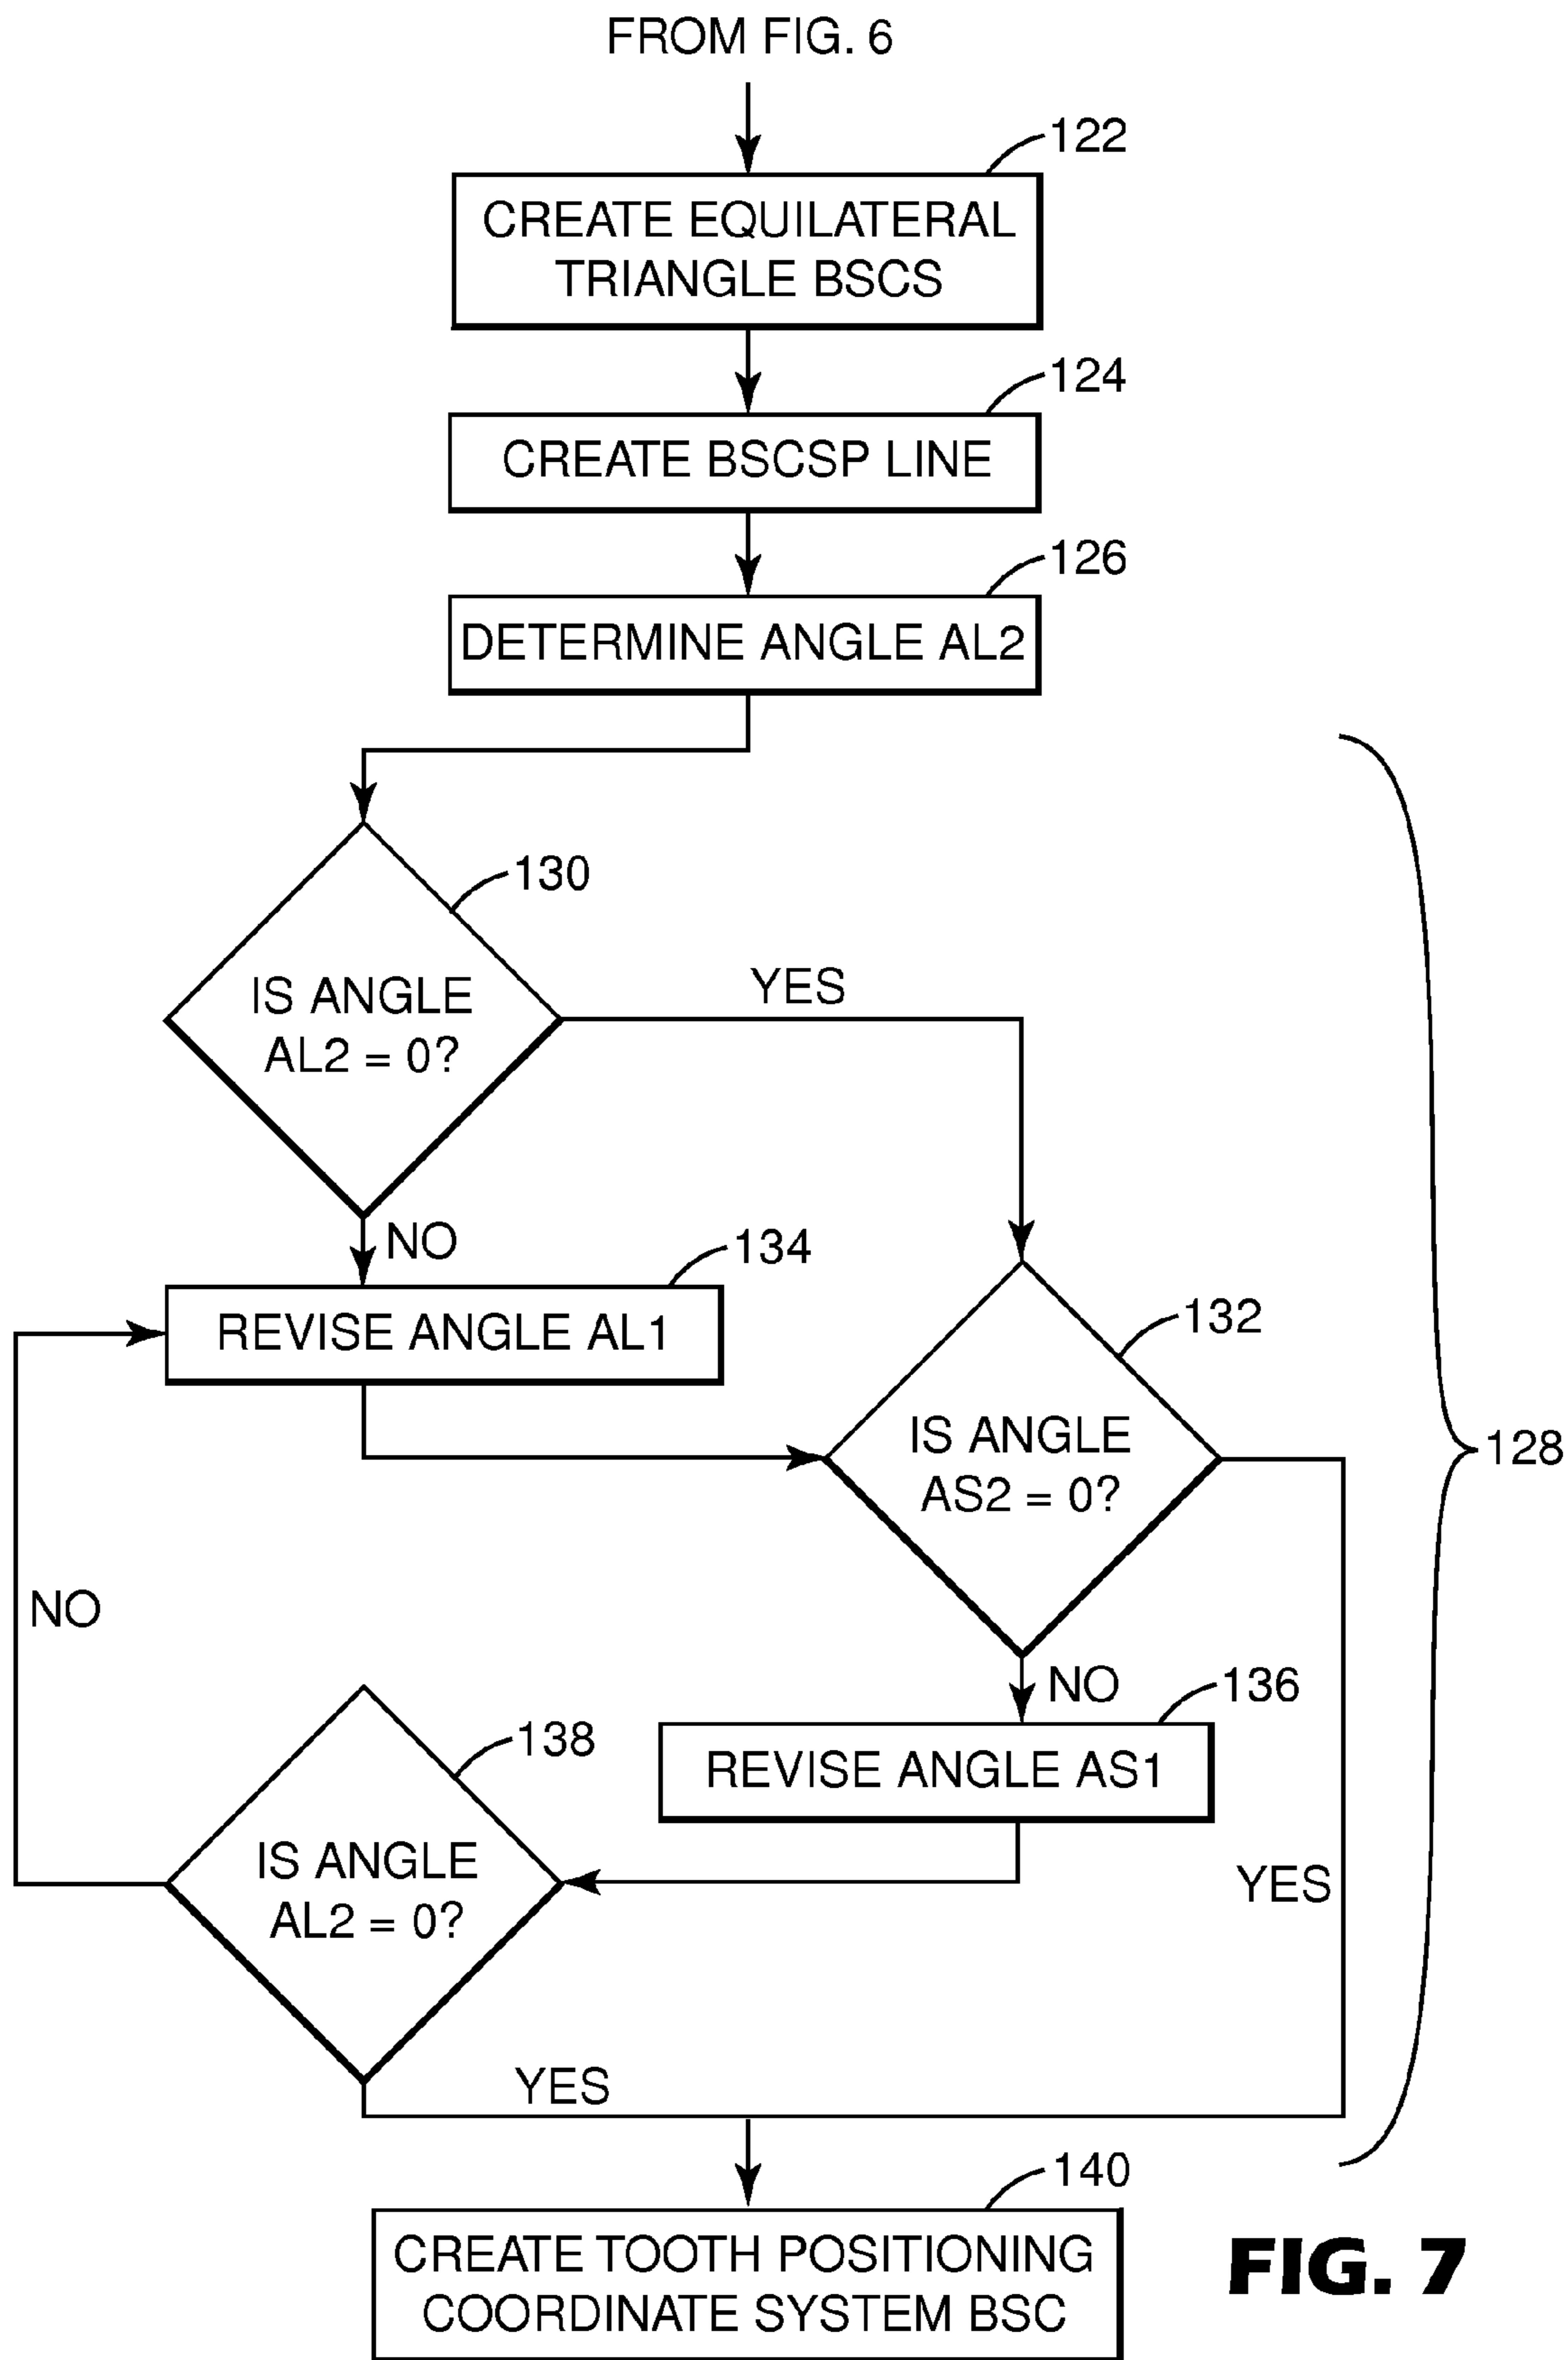 FROM FIG. 6
122
CREATE EQUILATERAL
TRIANGLE BSCS
124
CREATE BSCSP LINE
126
DETERMINE ANGLE AL2
130
IS ANGLE
AL2 = 0?
YES
NO
134
REVISE ANGLE AL1
132
IS ANGLE
AS2 = 0?
128
NO
NO
136
REVISE ANGLE AS1
138
IS ANGLE
AL2 = 0?
YES
YES
140
CREATE TOOTH POSITIONING
COORDINATE SYSTEM BSC
FIG. 7